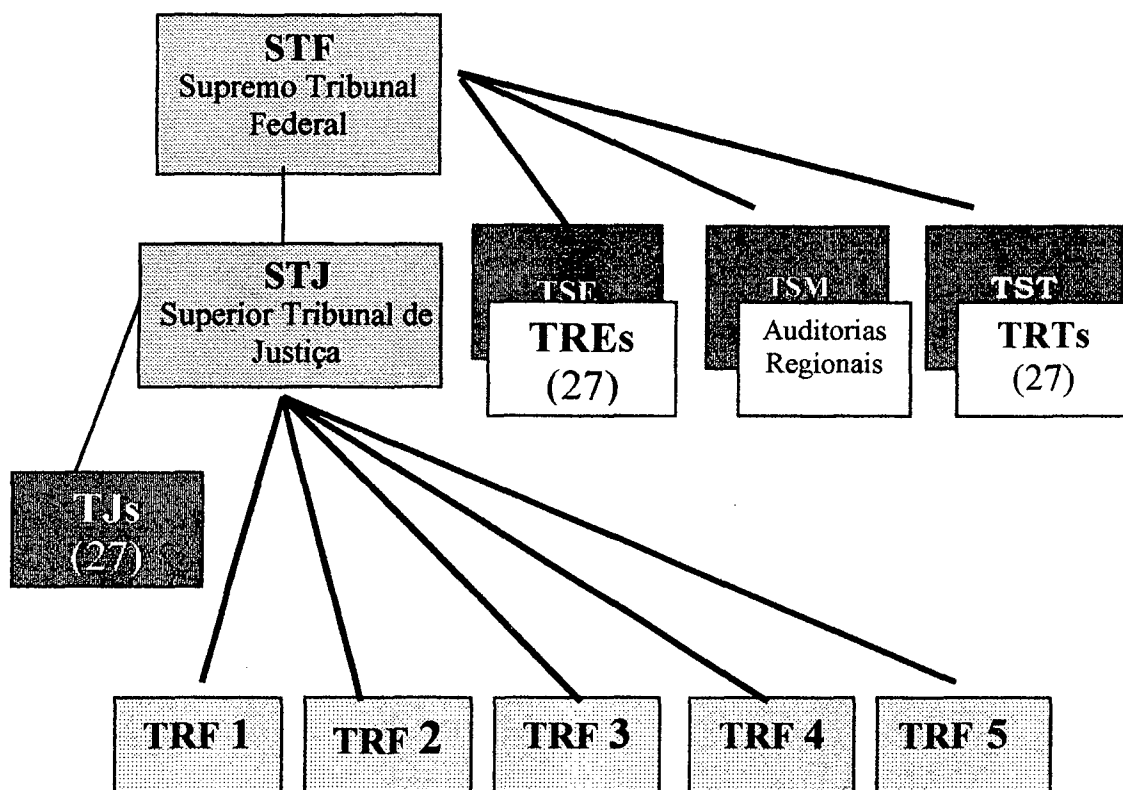 STF
Supremo Tribunal
Federal
STJ
Superior Tribunal de
Justiça
TSE
TREs
(27)
TSM
Auditorias
Regionais
TST
TRTs
(27)
TJs
(27)
TRF 1
TRF 2
TRF 3
TRF 4
TRF 5